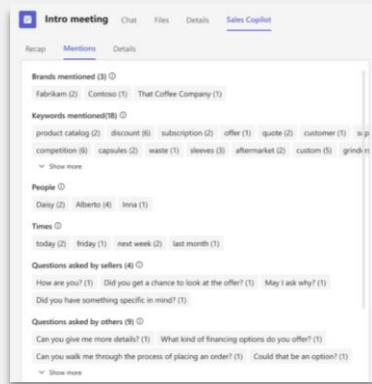 Intro meeting Chat Files Details Sales Copilot
Recap Mentions Details
Brands mentioned (3)
Fabrikam (2) Contoso (1) That Coffee Company (1)
Keywords mentioned(18)
product catalog (2) discount (6) subscription (2) offer (1) quote (2) customer (1)
competition (6) capsules (2) waste (1) sleeves (3) aftermarket (2) custom (5)
Show more
People
Daisy (2) Alberto (4) Inna (1)
Times
today (2) friday (1) next week (2) last month (1)
Questions asked by sellers (4)
How are you? (1) Did you get a chance to look at the offer? (1) May I ask why? (1)
Did you have something specific in mind? (1)
Questions asked by others (9)
Can you give me more details? (1) What kind of financing options do you offer? (1)
Can you walk me through the process of placing an order? (1) Could that be an option? (1)
Show more